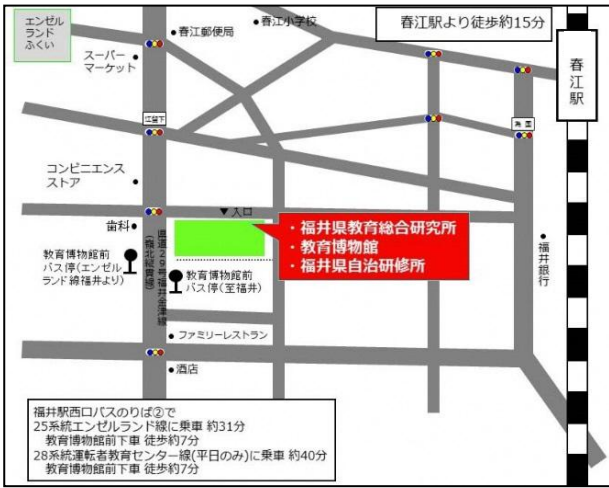 エンゼル
ランド
ふくい
春江郵便局
春江小学校
春江駅より徒歩約15分
春江駅
スーパー
マーケット
江留下
コンビニエンス
ストア
▼入口
歯科
・福井県教育総合研究所
・教育博物館
・福井県自治研修所
福井銀行
教育博物館前
バス停(エンゼル
ランド線福井より)
県道29号福井金津線
(嶺北縦貫線)
教育博物館前
バス停(至福井)
ファミリーレストラン
酒店
福井駅西口バスのりば②で
25系統エンゼルランド線に乗車 約31分
教育博物館前下車 徒歩約7分
28系統運転者教育センター線(平日のみ)に乗車 約40分
教育博物館前下車 徒歩約7分